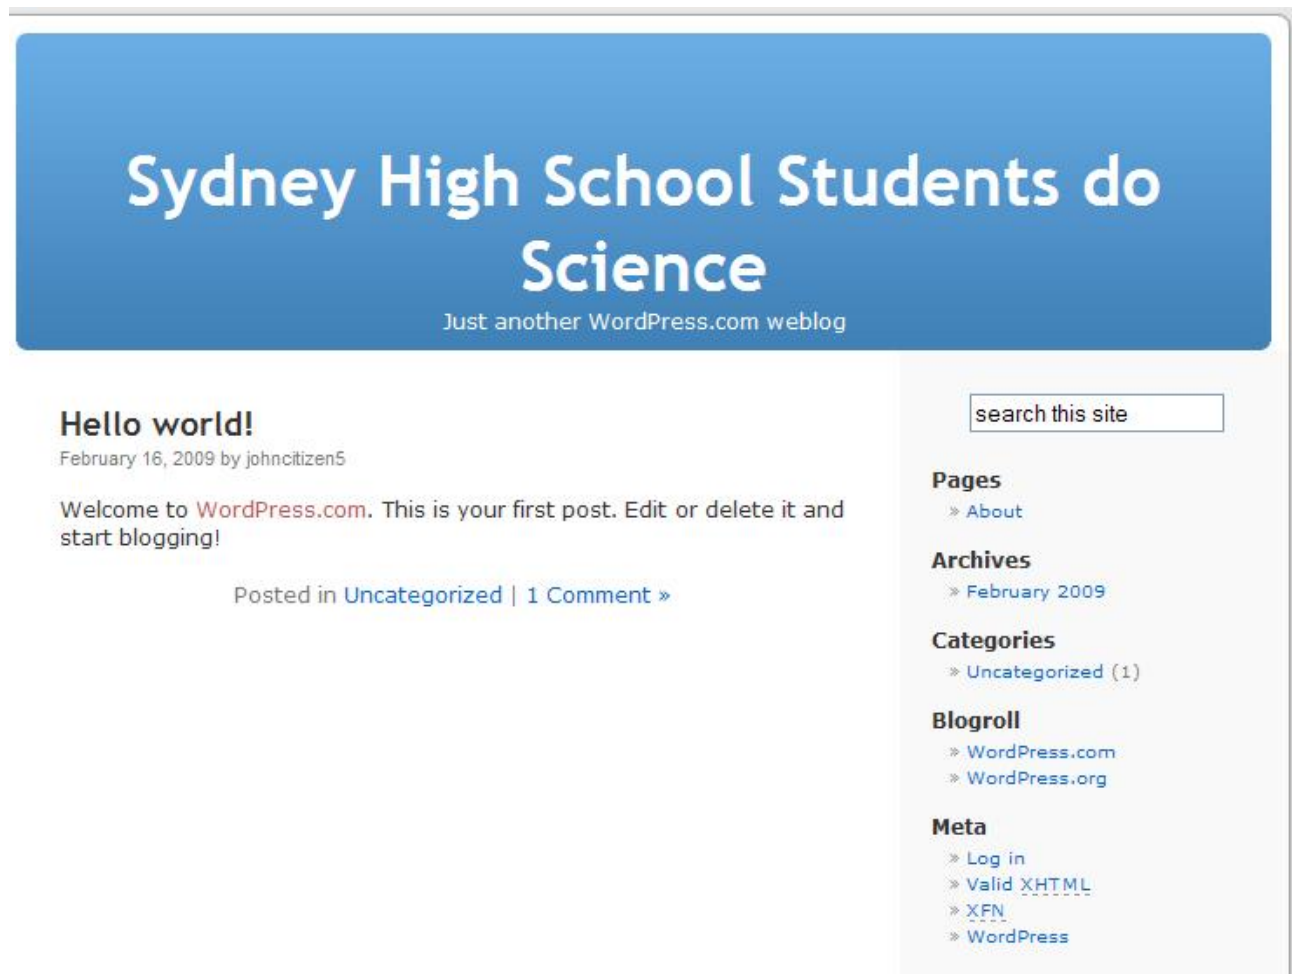 Sydney High School Students do
Science
Just another WordPress.com weblog
Hello world!
February 16, 2009 by johncitizen5
Welcome to WordPress.com. This is your first post. Edit or delete it and
start blogging!
Posted in Uncategorized | 1 Comment »
search this site
Pages
» About
Archives
» February 2009
Categories
» Uncategorized (1)
Blogroll
» WordPress.com
» WordPress.org
Meta
» Log in
» Valid XHTML
» XFN
» WordPress